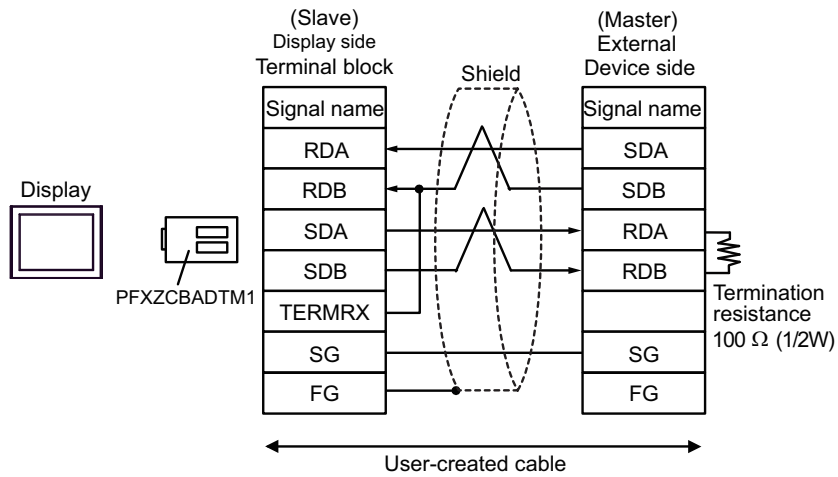 (Slave)
Display side
Terminal block
(Master)
External
Device side
Shield
Signal name
RDA
RDB
SDA
SDB
TERMRX
SG
FG
Signal name
SDA
SDB
RDA
RDB
SG
FG
Display
PFXZCBADTM1
Termination
resistance
100 Ω (1/2W)
User-created cable